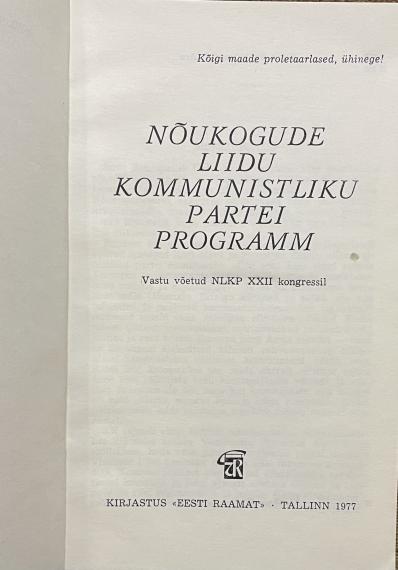 Kõigi maade proletaarlased, ühinege!
NÕUKOGUDE
LIIDU
KOMMUNISTLIKU
PARTEI
PROGRAMM
Vastu võetud NLKP XXII kongressil
KIRJASTUS «EESTI RAAMAT» · TALLINN 1977